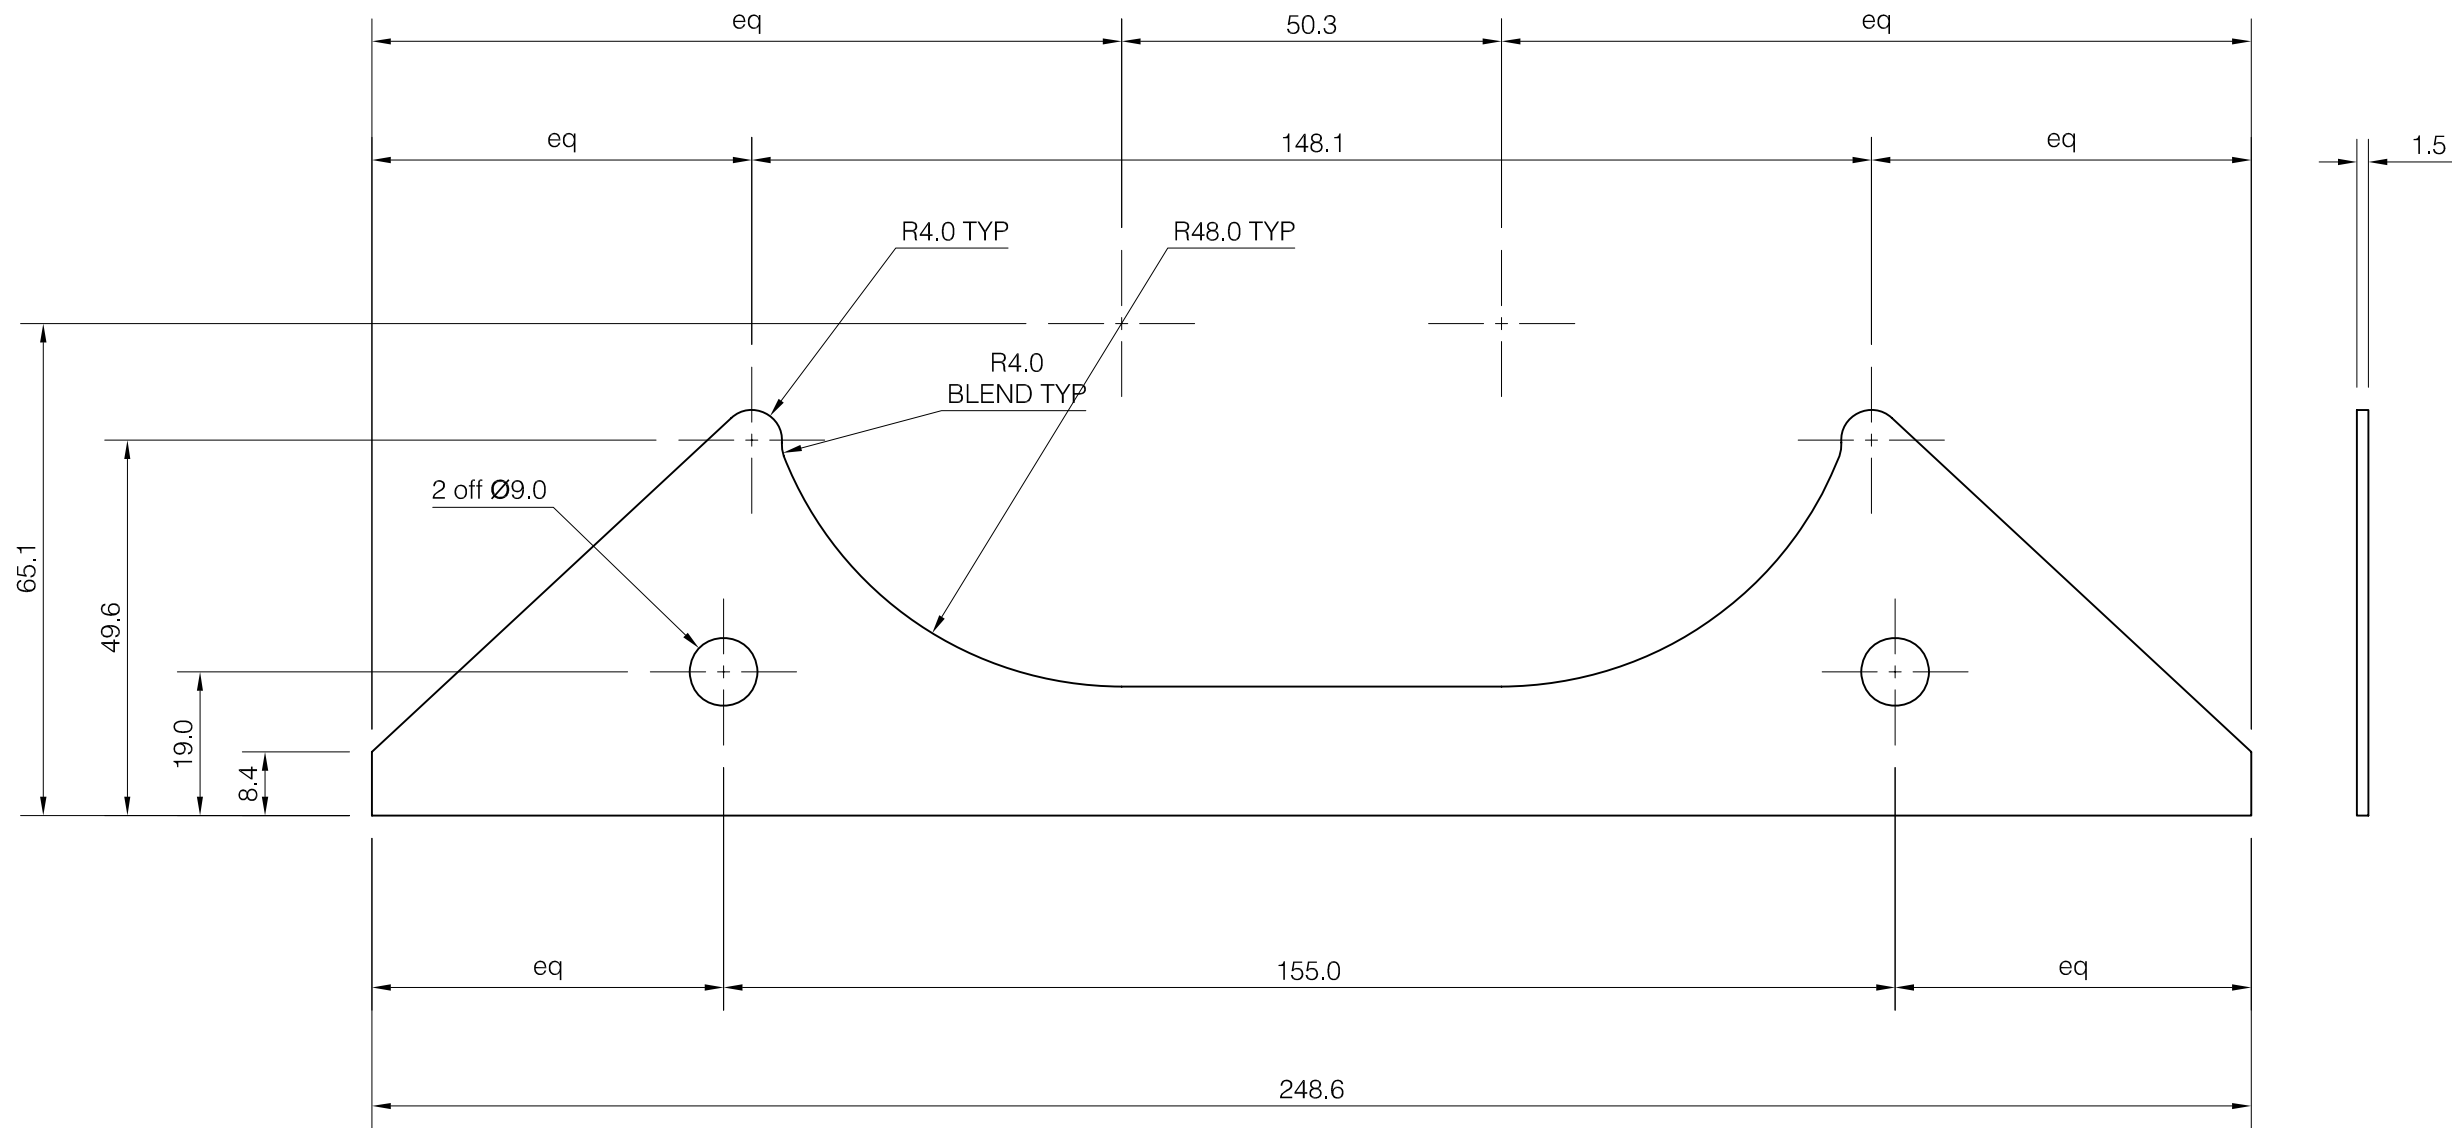 eq
50.3
eq
eq
148.1
eq
1.5
R4.0 TYP
R48.0 TYP
R4.0
BLEND TYP
2 off Ø9.0
65.1
49.6
19.0
8.4
eq
155.0
eq
248.6